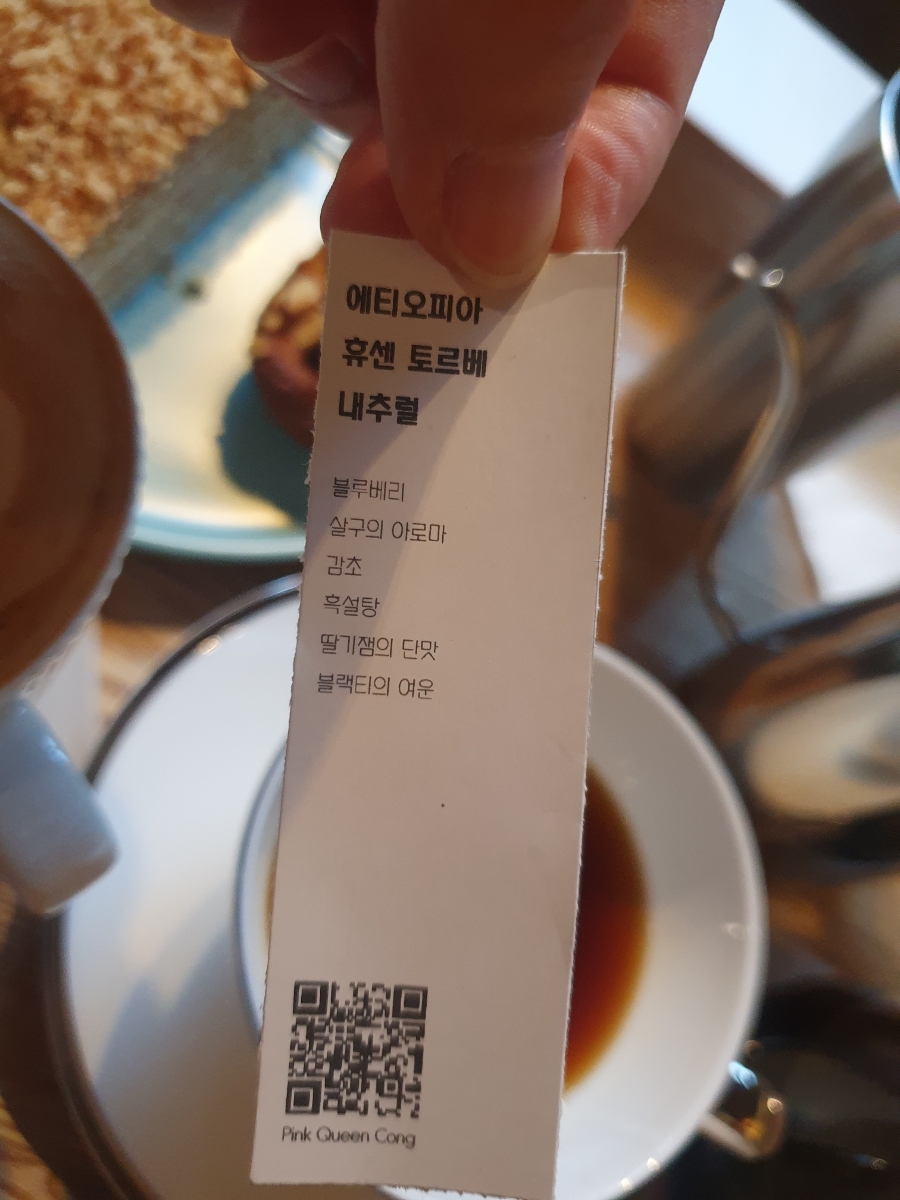 에티오피아
휴센 토르베
내추럴
블루베리
살구의 아로마
감초
흑설탕
딸기잼의 단맛
블랙티의 여운
Pink Queen Cong